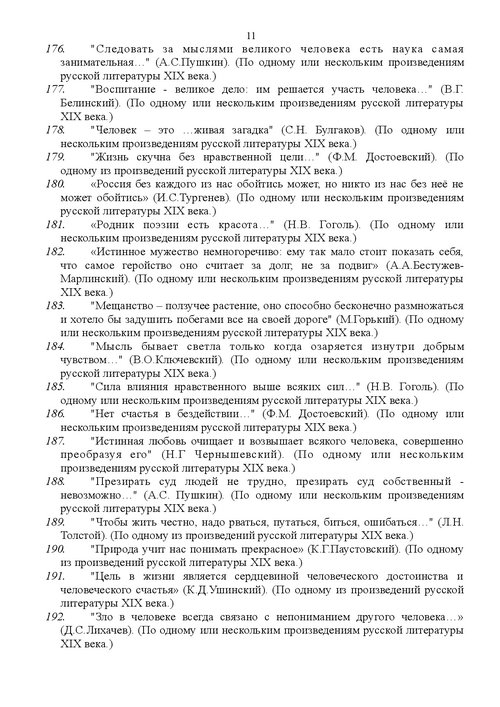 11
176. "Следовать за мыслями великого человека есть наука самая
занимательная…" (А.С.Пушкин). (По одному или нескольким произведениям
русской литературы XIX века.)
177. "Воспитание - великое дело: им решается участь человека…" (В.Г.
Белинский). (По одному или нескольким произведениям русской литературы
XIX века.)
178. "Человек – это …живая загадка" (С.Н. Булгаков). (По одному или
нескольким произведениям русской литературы XIX века.)
179. "Жизнь скучна без нравственной цели…" (Ф.М. Достоевский). (По
одному из произведений русской литературы XIX века.)
180. «Россия без каждого из нас обойтись может, но никто из нас без неё не
может обойтись» (И.С.Тургенев). (По одному или нескольким произведениям
русской литературы XIX века.)
181. «Родник поэзии есть красота…" (Н.В. Гоголь). (По одному или
нескольким произведениям русской литературы XIX века.)
182. «Истинное мужество немногоречиво: ему так мало стоит показать себя,
что самое геройство оно считает за долг, не за подвиг» (А.А.Бестужев-
Марлинский). (По одному или нескольким произведениям русской литературы
XIX века.)
183. "Мещанство – ползучее растение, оно способно бесконечно размножаться
и хотело бы задушить побегами все на своей дороге" (М.Горький). (По одному
или нескольким произведениям русской литературы XIX века.)
184. "Мысль бывает светла только когда озаряется изнутри добрым
чувством…" (В.О.Ключевский). (По одному или нескольким произведениям
русской литературы XIX века.)
185. "Сила влияния нравственного выше всяких сил…" (Н.В. Гоголь). (По
одному или нескольким произведениям русской литературы XIX века.)
186. "Нет счастья в бездействии…" (Ф.М. Достоевский). (По одному или
нескольким произведениям русской литературы XIX века.)
187. "Истинная любовь очищает и возвышает всякого человека, совершенно
преобразуя его" (Н.Г Чернышевский). (По одному или нескольким
произведениям русской литературы XIX века.)
188. "Презирать суд людей не трудно, презирать суд собственный -
невозможно…" (А.С. Пушкин). (По одному или нескольким произведениям
русской литературы XIX века.)
189. "Чтобы жить честно, надо рваться, путаться, биться, ошибаться…" (Л.Н.
Толстой). (По одному из произведений русской литературы XIX века.)
190. "Природа учит нас понимать прекрасное» (К.Г.Паустовский). (По одному
из произведений русской литературы XIX века.)
191. "Цель в жизни является сердцевиной человеческого достоинства и
человеческого счастья» (К.Д.Ушинский). (По одному из произведений русской
литературы XIX века.)
192. "Зло в человеке всегда связано с непониманием другого человека…»
(Д.С.Лихачев). (По одному или нескольким произведениям русской литературы
XIX века.)